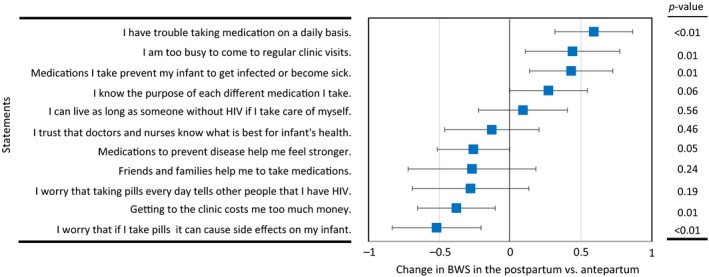 p-value
I have trouble taking medication on a daily basis. <0.01
I am too busy to come to regular clinic visits. 0.01
Medications I take prevent my infant to get infected or become sick. 0.01
I know the purpose of each different medication I take. 0.06
I can live as long as someone without HIV if I take care of myself. 0.56
I trust that doctors and nurses know what is best for infant's health. 0.46
Medications to prevent disease help me feel stronger. 0.05
Friends and families help me to take medications. 0.24
I worry that taking pills every day tells other people that I have HIV. 0.19
Getting to the clinic costs me too much money. 0.01
I worry that if I take pills it can cause side effects on my infant. <0.01
Statements
−1 −0.5 0 0.5 1
Change in BWS in the postpartum vs. antepartum